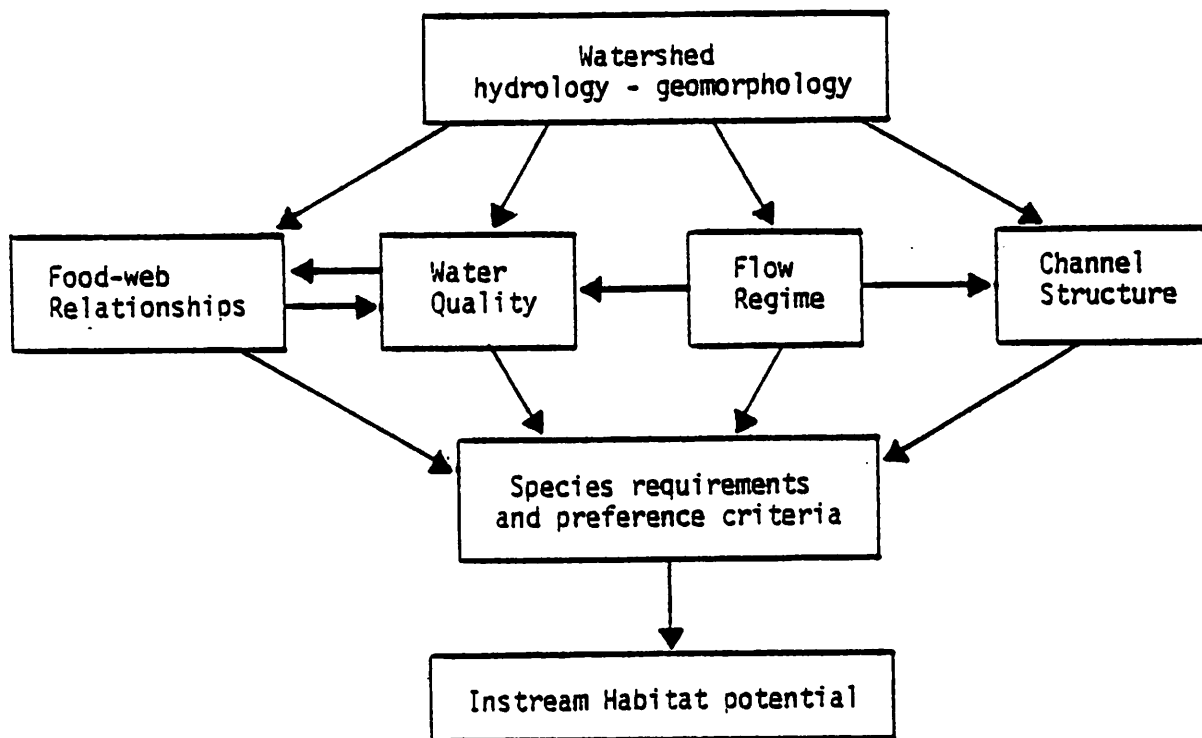 Watershed
hydrology - geomorphology
Food-web
Relationships
Water
Quality
Flow
Regime
Channel
Structure
Species requirements
and preference criteria
Instream Habitat potential